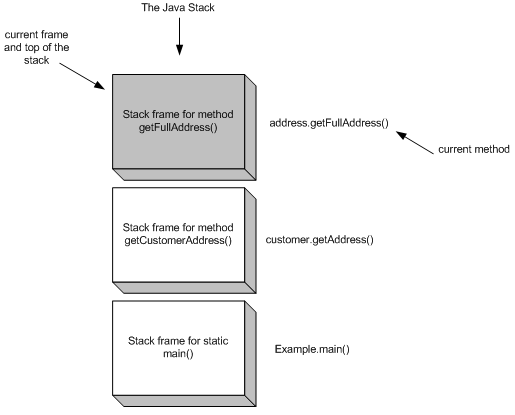 The Java Stack
current frame
and top of the
stack
Stack frame for method
getFullAddress()
address.getFullAddress()
current method
Stack frame for method
getCustomerAddress()
customer.getAddress()
Stack frame for static
main()
Example.main()